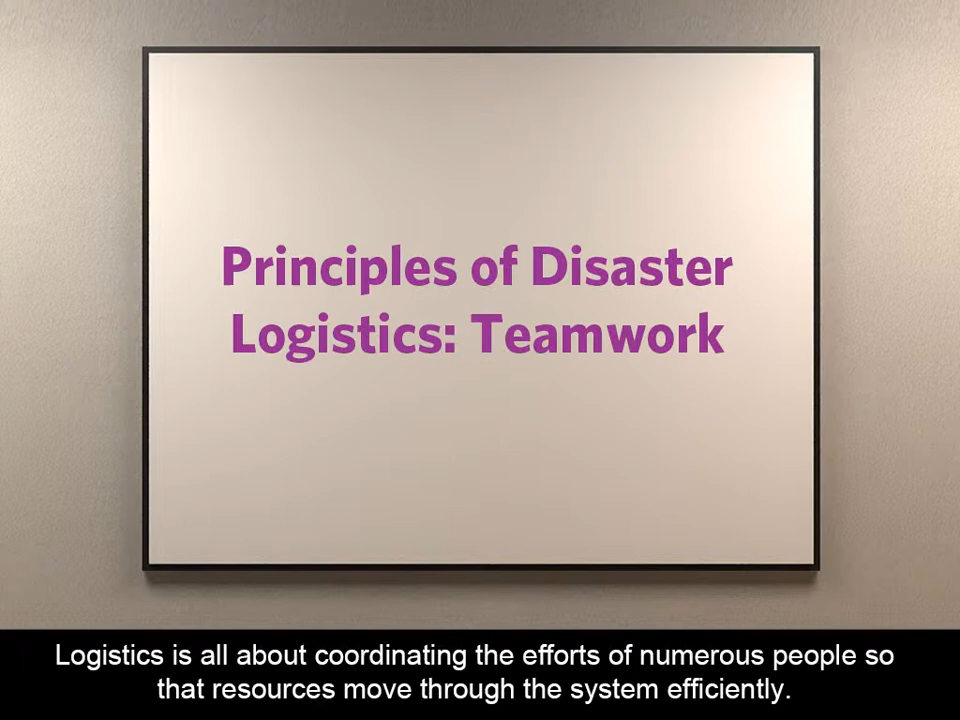 Principles of Disaster
Logistics: Teamwork
Logistics is all about coordinating the efforts of numerous people so
that resources move through the system efficiently.